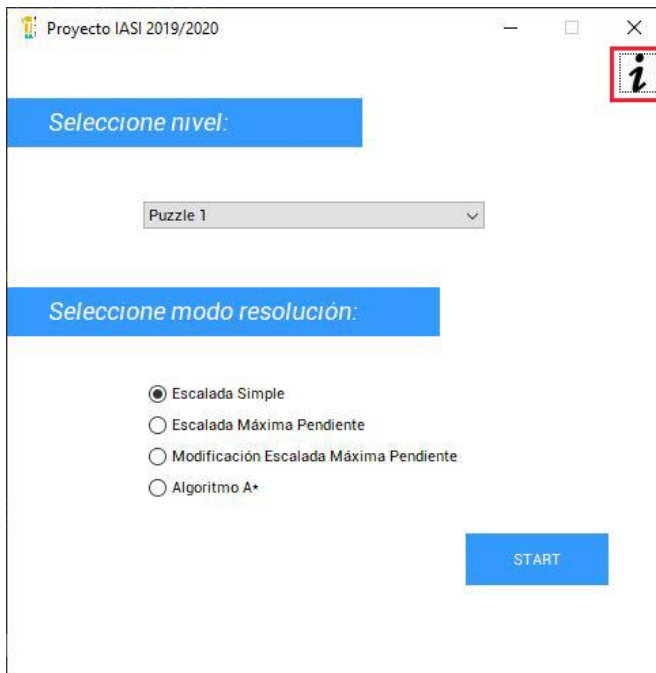 Proyecto IASI 2019/2020
i
Seleccione nivel:
Puzzle 1
Seleccione modo resolución:
Escalada Simple
Escalada Máxima Pendiente
Modificación Escalada Máxima Pendiente
Algoritmo A*
START